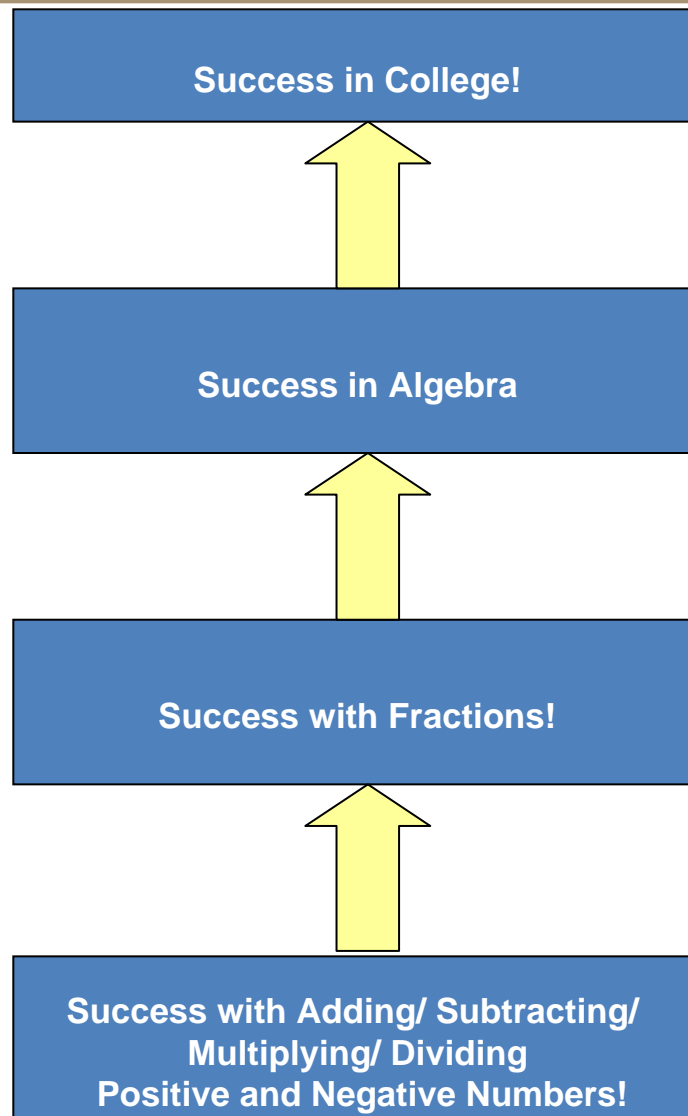 Success in College!
Success in Algebra
Success with Fractions!
Success with Adding/ Subtracting/
Multiplying/ Dividing
Positive and Negative Numbers!